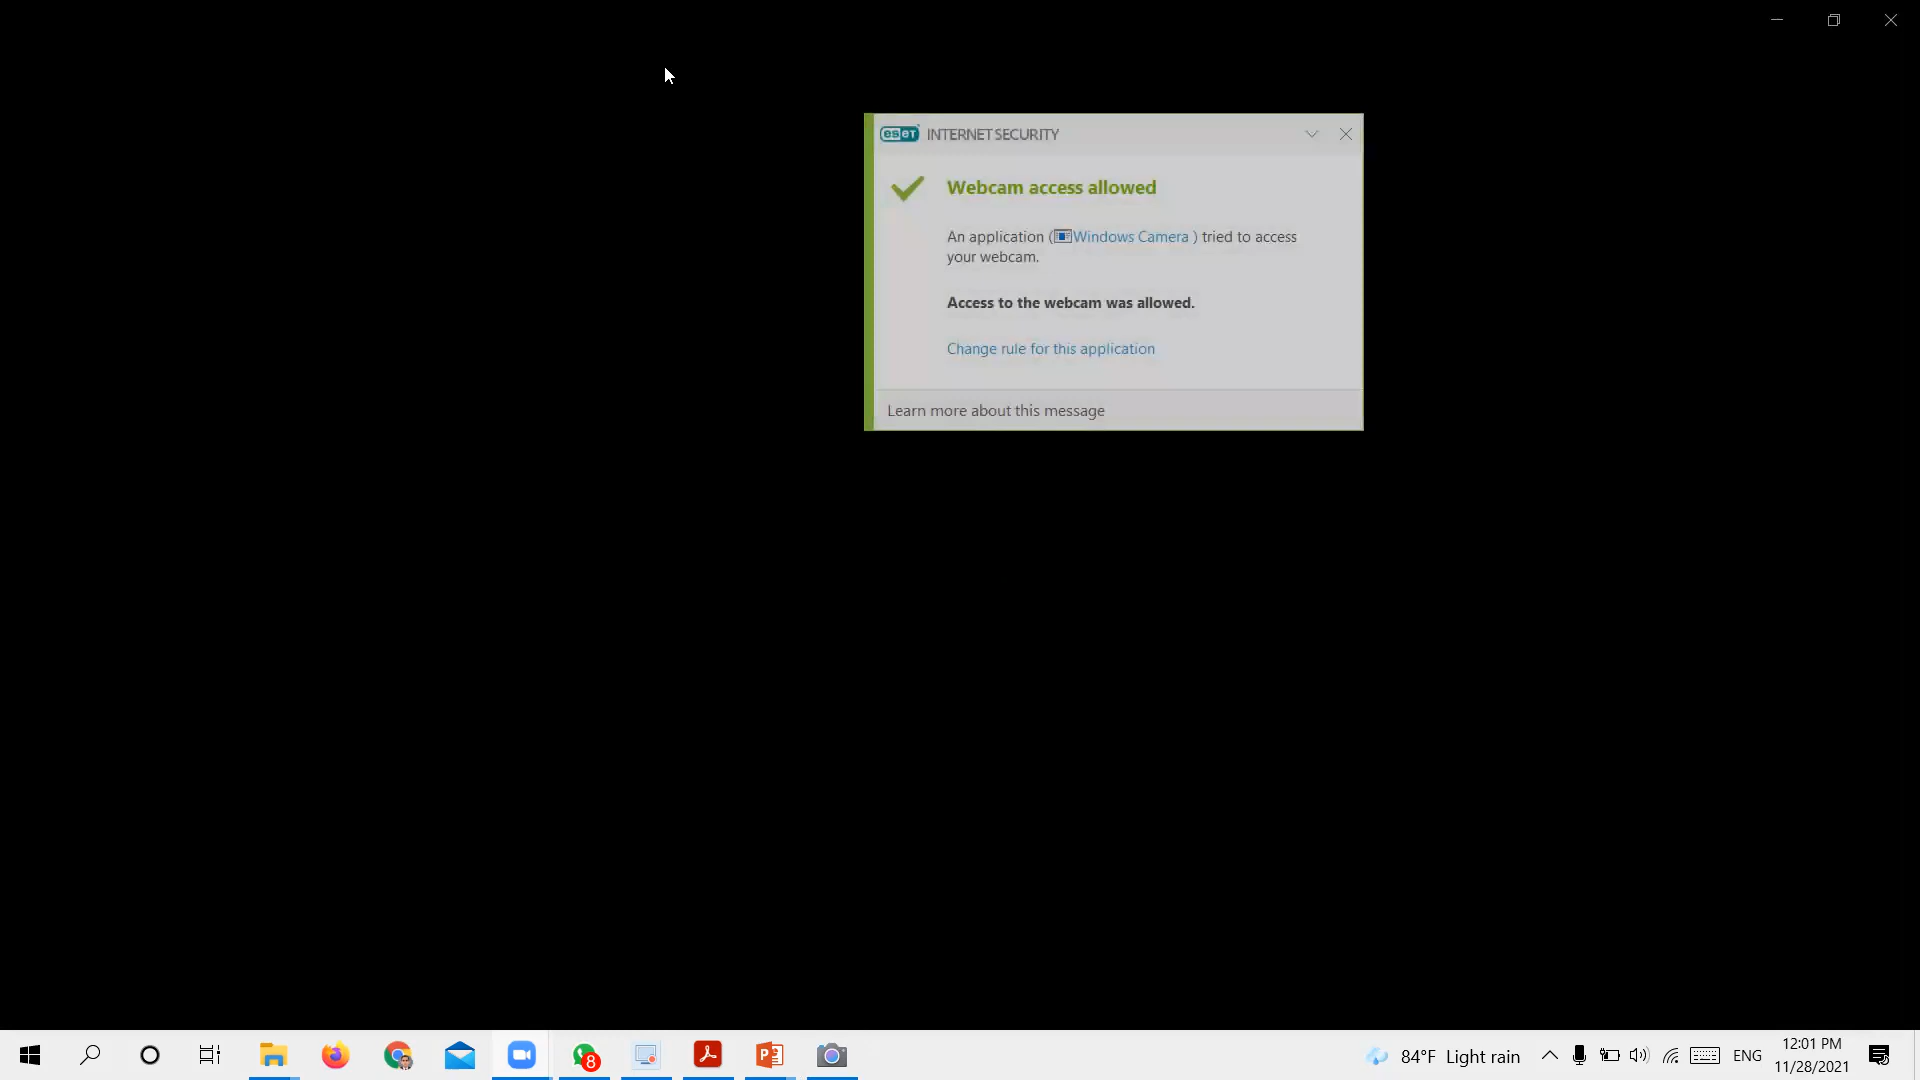 eseT INTERNET SECURITY
Webcam access allowed
An application (Windows Camera ) tried to access
your webcam.
Access to the webcam was allowed.
Change rule for this application
Learn more about this message
8
84°F Light rain
ENG
12:01 PM
11/28/2021